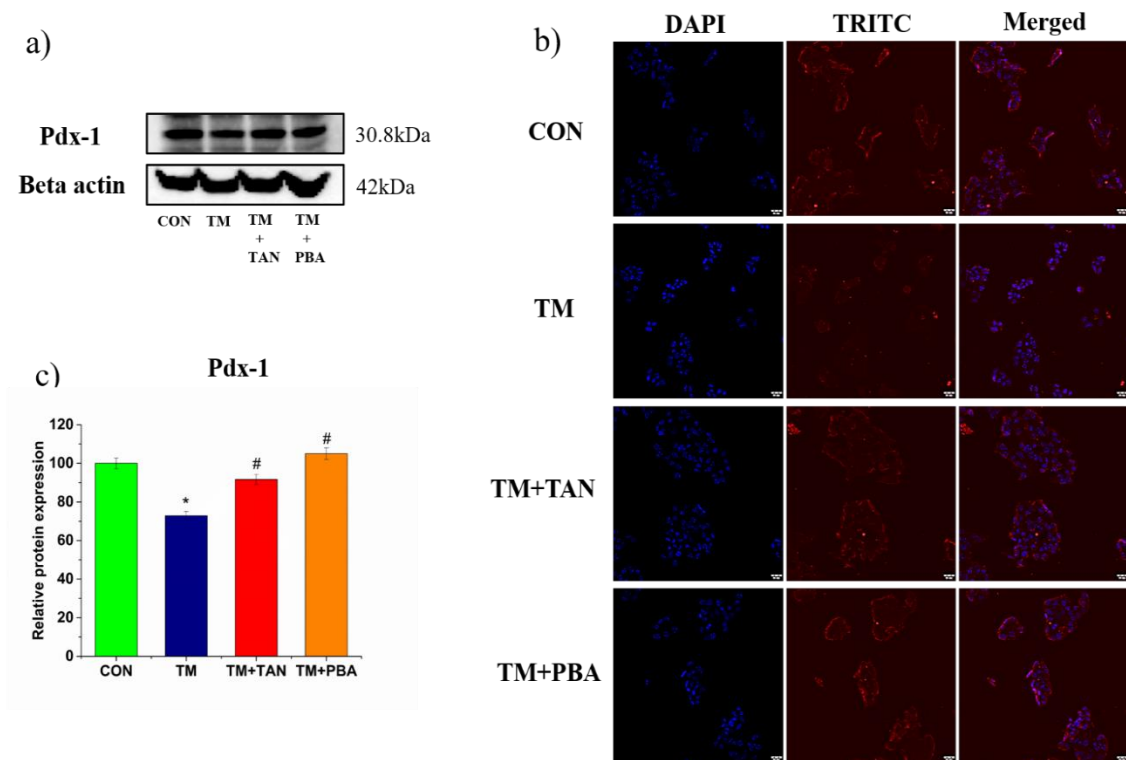 a)
Pdx-1
30.8kDa
Beta actin
42kDa
CON TM TM + TAN TM + PBA
b)
DAPI TRITC Merged
CON
TM
TM+TAN
TM+PBA
c)
Pdx-1
Relative protein expression
120
100
80
60
40
20
0
*
#
#
CON TM TM+TAN TM+PBA